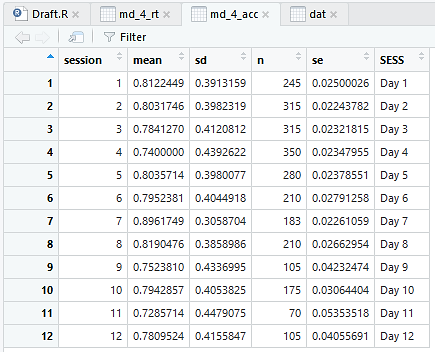 Draft.R md_4_rt md_4_acc dat
Filter
session mean sd n se SESS
1 1 0.8122449 0.3913159 245 0.02500026 Day 1
2 2 0.8031746 0.3982319 315 0.02243782 Day 2
3 3 0.7841270 0.4120812 315 0.02321815 Day 3
4 4 0.7400000 0.4392622 350 0.02347955 Day 4
5 5 0.8035714 0.3980077 280 0.02378551 Day 5
6 6 0.7952381 0.4044918 210 0.02791258 Day 6
7 7 0.8961749 0.3058704 183 0.02261059 Day 7
8 8 0.8190476 0.3858986 210 0.02662954 Day 8
9 9 0.7523810 0.4336995 105 0.04232474 Day 9
10 10 0.7942857 0.4053825 175 0.03064404 Day 10
11 11 0.7285714 0.4479075 70 0.05353518 Day 11
12 12 0.7809524 0.4155847 105 0.04055691 Day 12